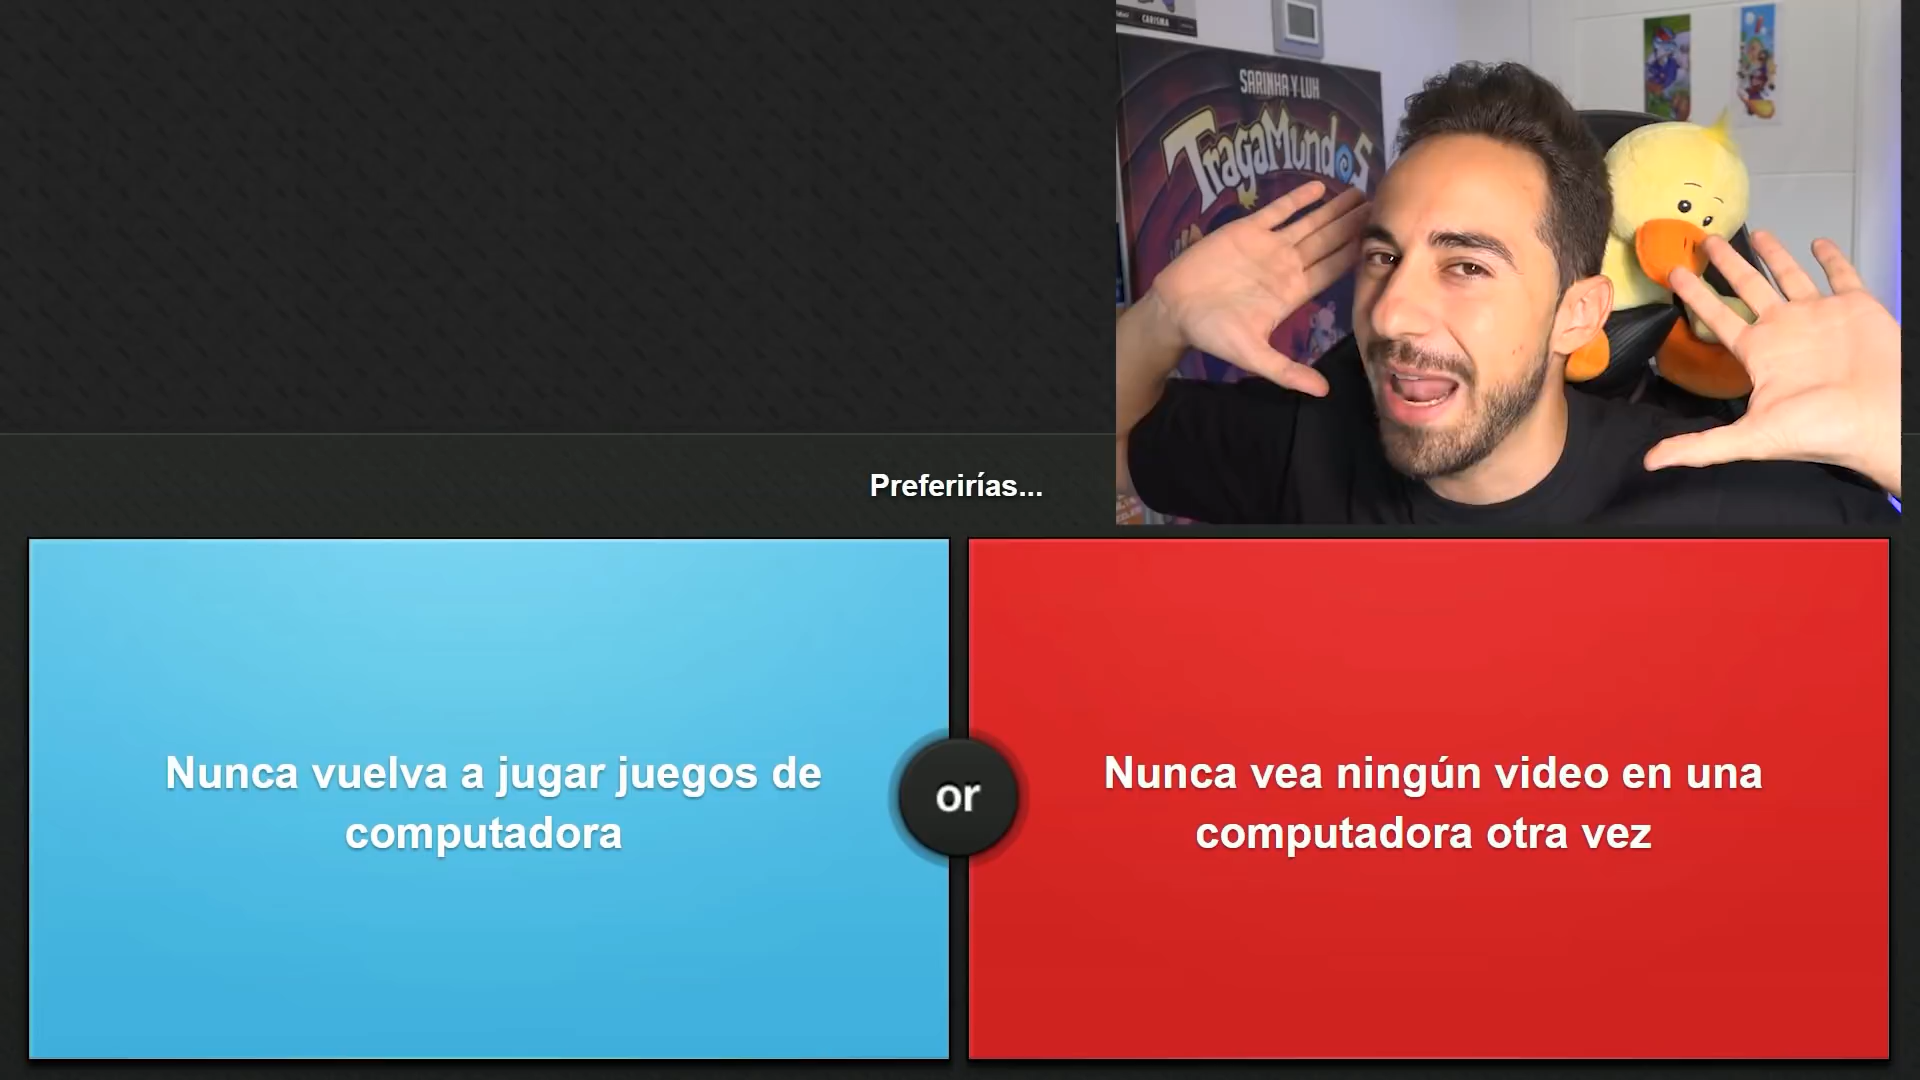 CARISMA
SARINHA Y LUH
TragaMundos
Preferirías...
Nunca vuelva a jugar juegos de
computadora
or
Nunca vea ningún video en una
computadora otra vez